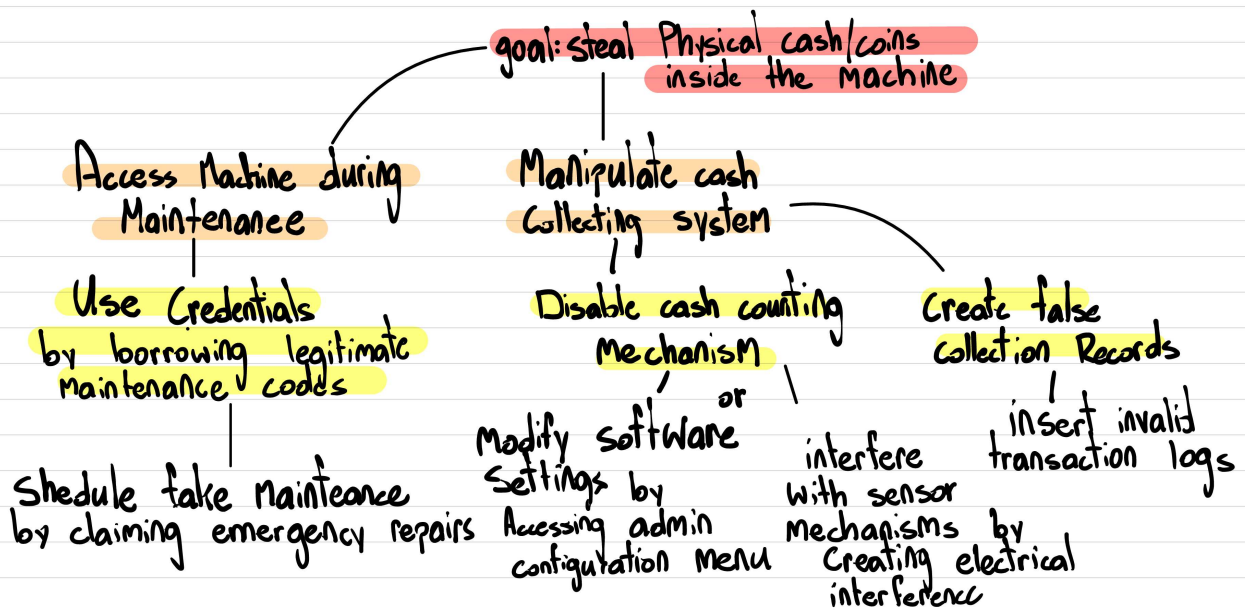 goal: steal Physical cash/coins
inside the machine
Access Machine during
Maintenance
Manipulate cash
Collecting system
Use Credentials
by borrowing legitimate
maintenance codes
Disable cash counting
Mechanism
Create false
collection Records
or
Shedule fake Mainteance
by claiming emergency repairs
Modify software
Settings by
Accessing admin
configutation menu
interfere
with sensor
mechanisms by
Creating electrical
interference
insert invalid
transaction logs